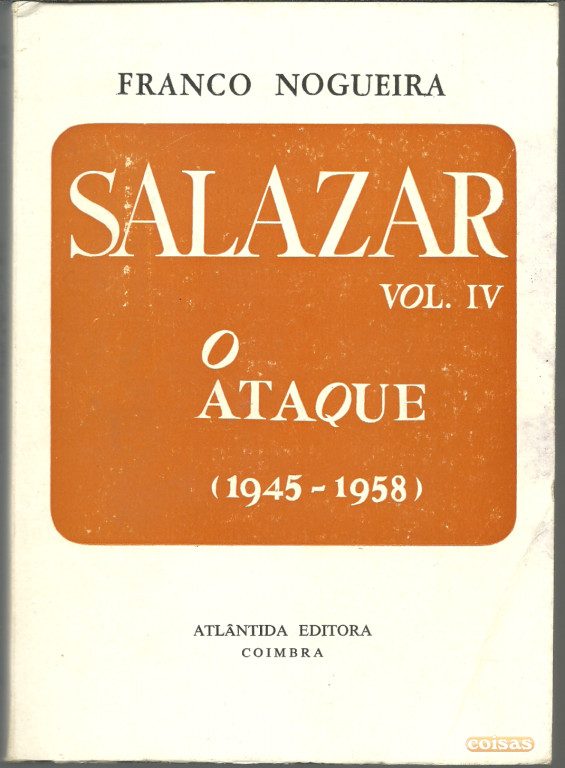 FRANCO NOGUEIRA
SALAZAR
VOL. IV
O
ATAQUE
(1945-1958)
ATLÂNTIDA EDITORA
COIMBRA
coisas